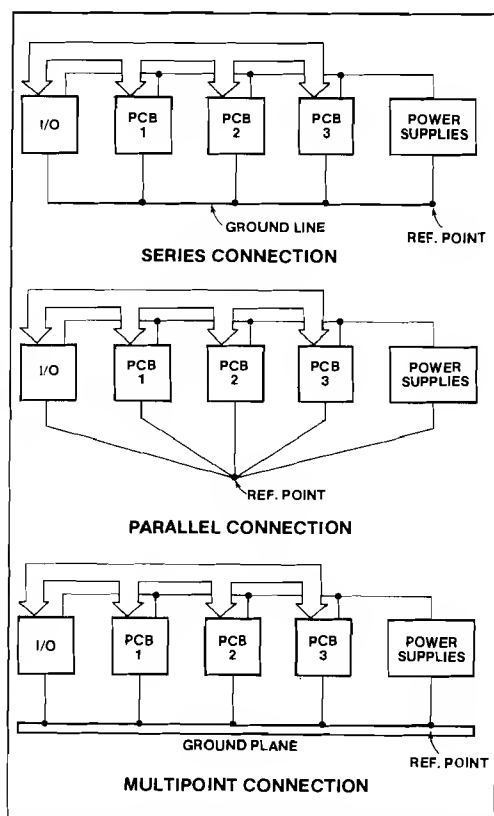 I/O
PCB
1
PCB
2
PCB
3
POWER
SUPPLIES
GROUND LINE
REF. POINT
SERIES CONNECTION
I/O
PCB
1
PCB
2
PCB
3
POWER
SUPPLIES
REF. POINT
PARALLEL CONNECTION
I/O
PCB
1
PCB
2
PCB
3
POWER
SUPPLIES
GROUND PLANE
REF. POINT
MULTIPOINT CONNECTION